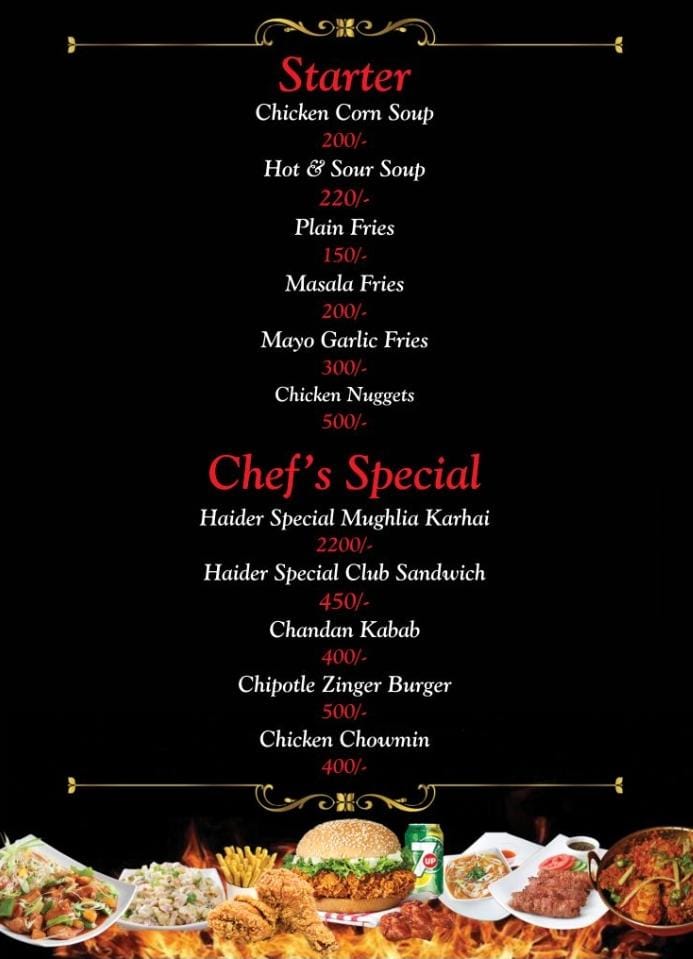 Starter
Chicken Corn Soup
200/-
Hot & Sour Soup
220/-
Plain Fries
150/-
Masala Fries
200/-
Mayo Garlic Fries
300/-
Chicken Nuggets
500/-
Chef's Special
Haider Special Mughlia Karhai
2200/-
Haider Special Club Sandwich
450/-
Chandan Kabab
400/-
Chipotle Zinger Burger
500/-
Chicken Chowmin
400/-
7
UP